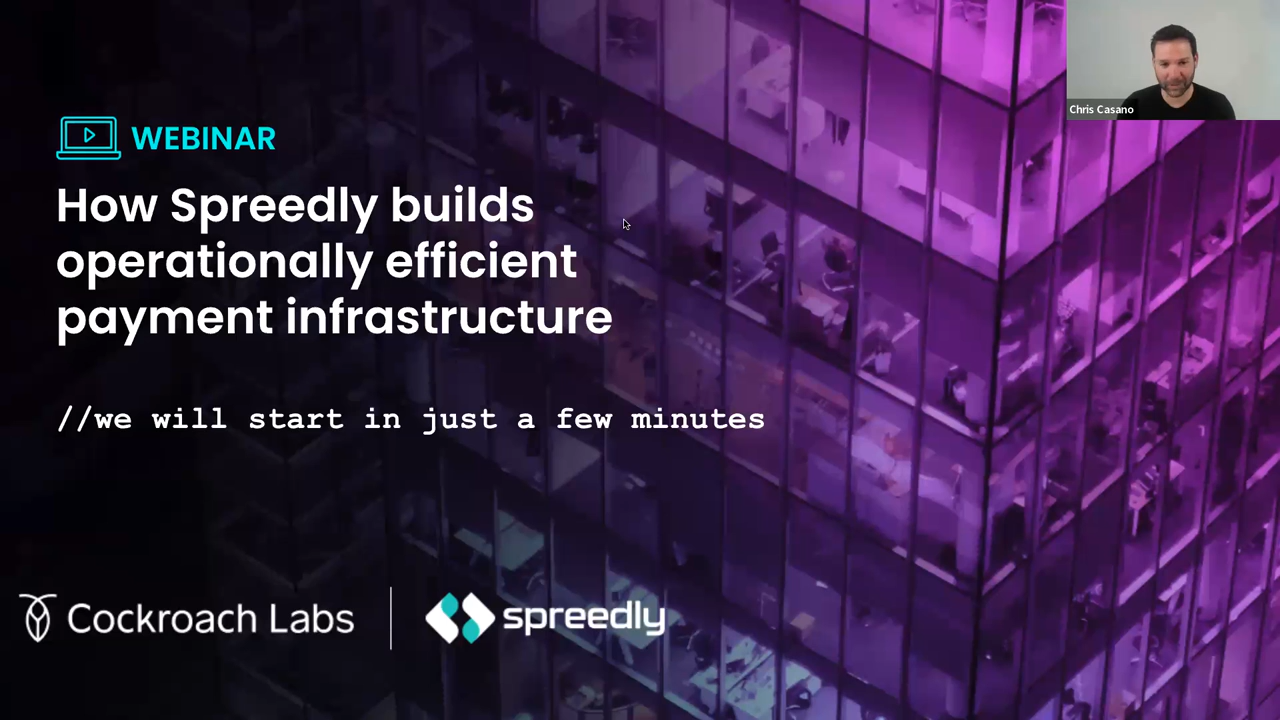 Chris Casano
WEBINAR
How Spreedly builds
operationally efficient
payment infrastructure
//we will start in just a few minutes
Cockroach Labs
spreedly